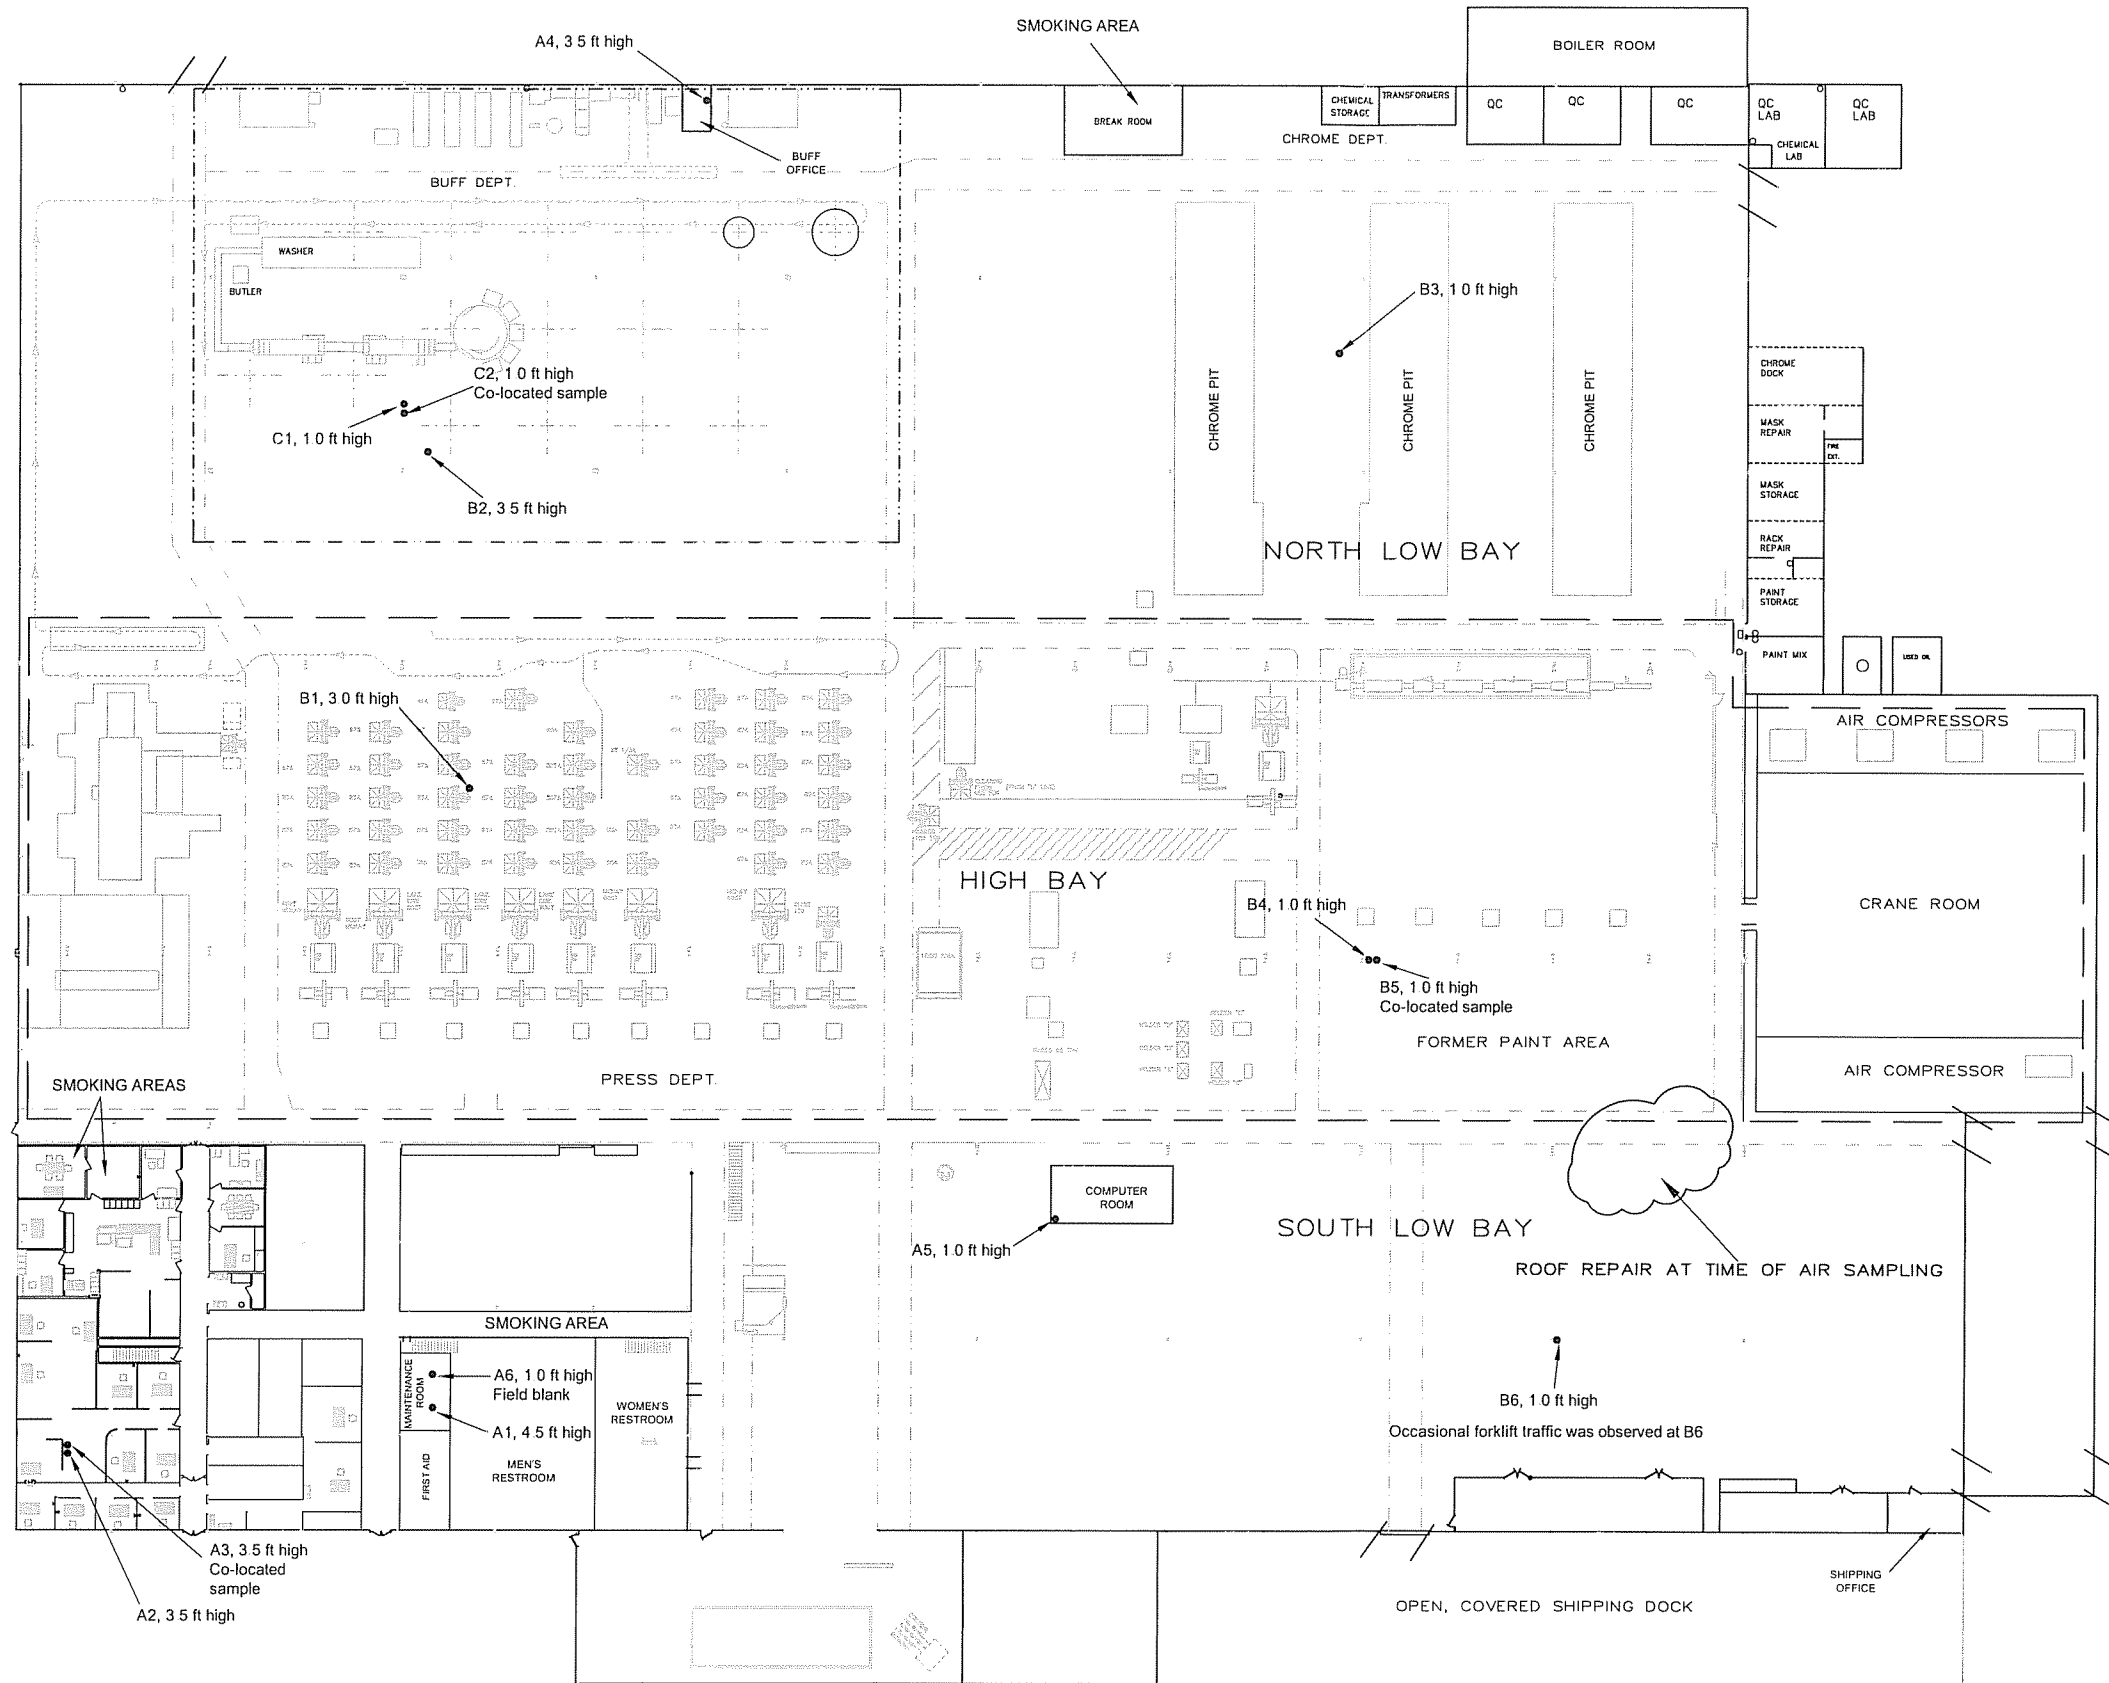 SMOKING AREA
A4, 3 5 ft high
BOILER ROOM
CHEMICAL
STORAGE
TRANSFORMERS
QC
QC
QC
QC
LAB
QC
LAB
BREAK ROOM
CHROME DEPT.
CHEMICAL
LAB
BUFF
OFFICE
BUFF DEPT.
WASHER
BUTLER
B3, 1 0 ft high
CHROME PIT
CHROME PIT
CHROME PIT
CHROME
DOCK
C2, 1 0 ft high
Co-located sample
C1, 1 0 ft high
MASK
REPAIR
FIRE
EXT.
MASK
STORAGE
B2, 3 5 ft high
NORTH LOW BAY
RACK
REPAIR
PAINT
STORAGE
PAINT MIX
USED OIL
B1, 3.0 ft high
AIR COMPRESSORS
HIGH BAY
CRANE ROOM
B4, 1.0 ft high
B5, 1 0 ft high
Co-located sample
FORMER PAINT AREA
AIR COMPRESSOR
PRESS DEPT.
SMOKING AREAS
COMPUTER
ROOM
SOUTH LOW BAY
A5, 1.0 ft high
ROOF REPAIR AT TIME OF AIR SAMPLING
SMOKING AREA
MAINTENANCE
ROOM
A6, 1 0 ft high
Field blank
A1, 4.5 ft high
WOMEN'S
RESTROOM
B6, 1.0 ft high
Occasional forklift traffic was observed at B6
FIRST AID
MEN'S
RESTROOM
A3, 3.5 ft high
Co-located
sample
A2, 3 5 ft high
SHIPPING
OFFICE
OPEN, COVERED SHIPPING DOCK